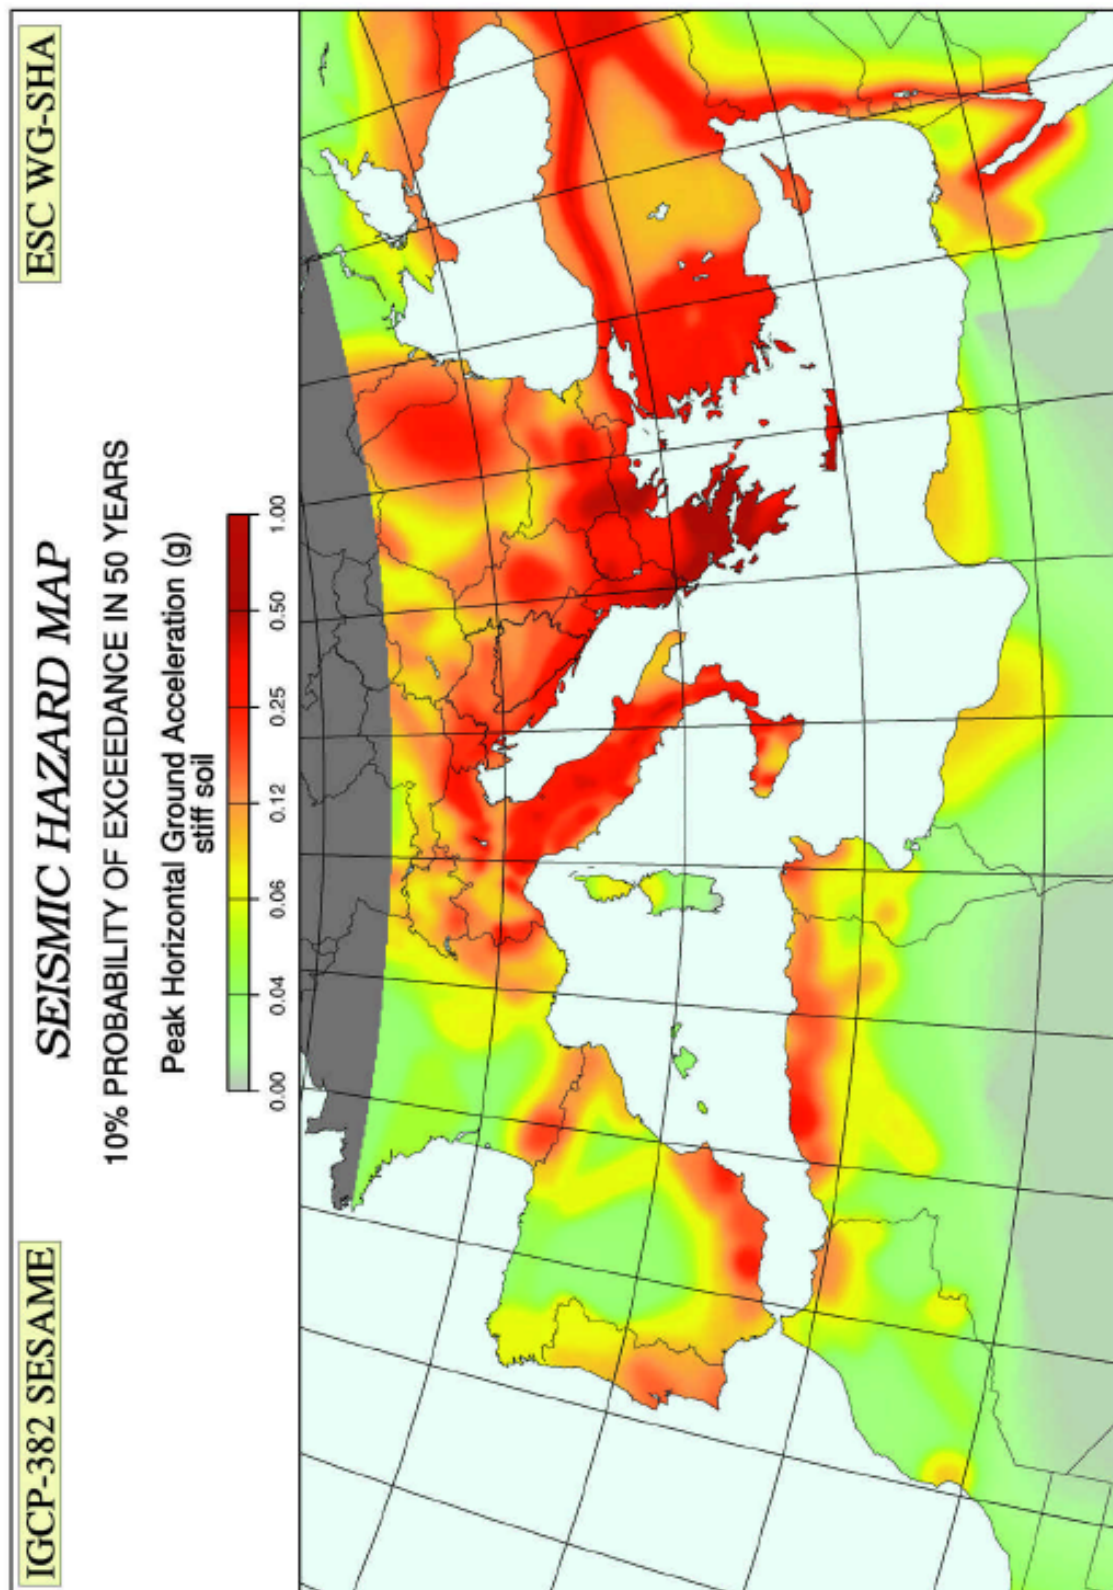 IGCP-382 SESAME
SEISMIC HAZARD MAP
ESC WG-SHA
10% PROBABILITY OF EXCEEDANCE IN 50 YEARS
Peak Horizontal Ground Acceleration (g)
stiff soil
0.00 0.04 0.06 0.12 0.25 0.50 1.00